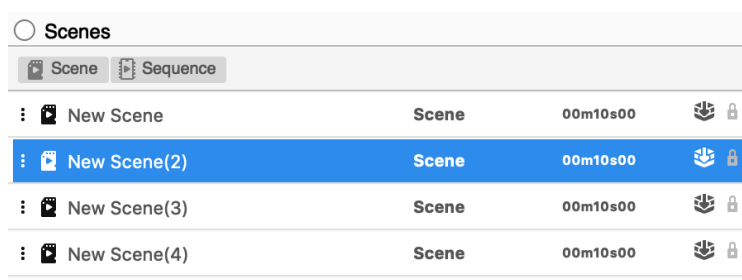 Scenes
Scene Sequence
New Scene Scene 00m10s00
New Scene(2) Scene 00m10s00
New Scene(3) Scene 00m10s00
New Scene(4) Scene 00m10s00